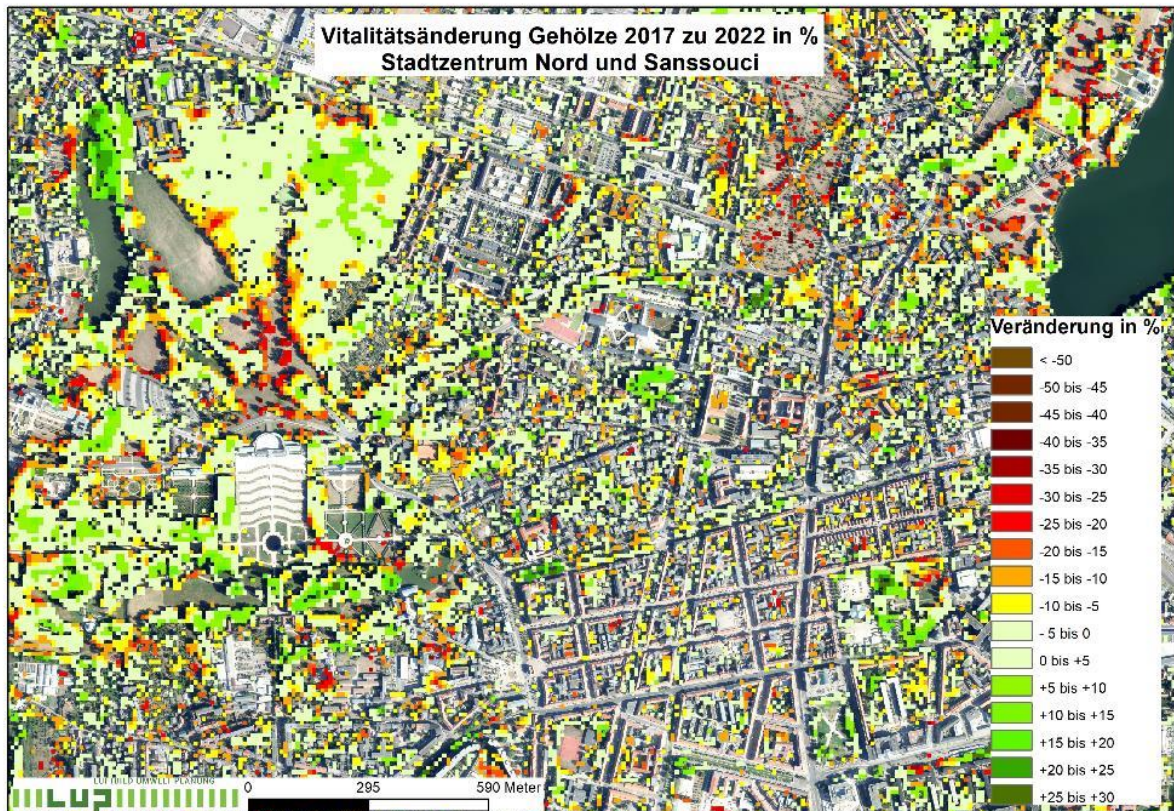 Vitalitätsänderung Gehölze 2017 zu 2022 in %
Stadtzentrum Nord und Sanssouci
Veränderung in %
< -50
-50 bis -45
-45 bis -40
-40 bis -35
-35 bis -30
-30 bis -25
-25 bis -20
-20 bis -15
-15 bis -10
-10 bis -5
- 5 bis 0
0 bis +5
+5 bis +10
+10 bis +15
+15 bis +20
+20 bis +25
+25 bis +30
LUFTBILD UMWELT PLANUNG
LUP
0 295 590 Meter